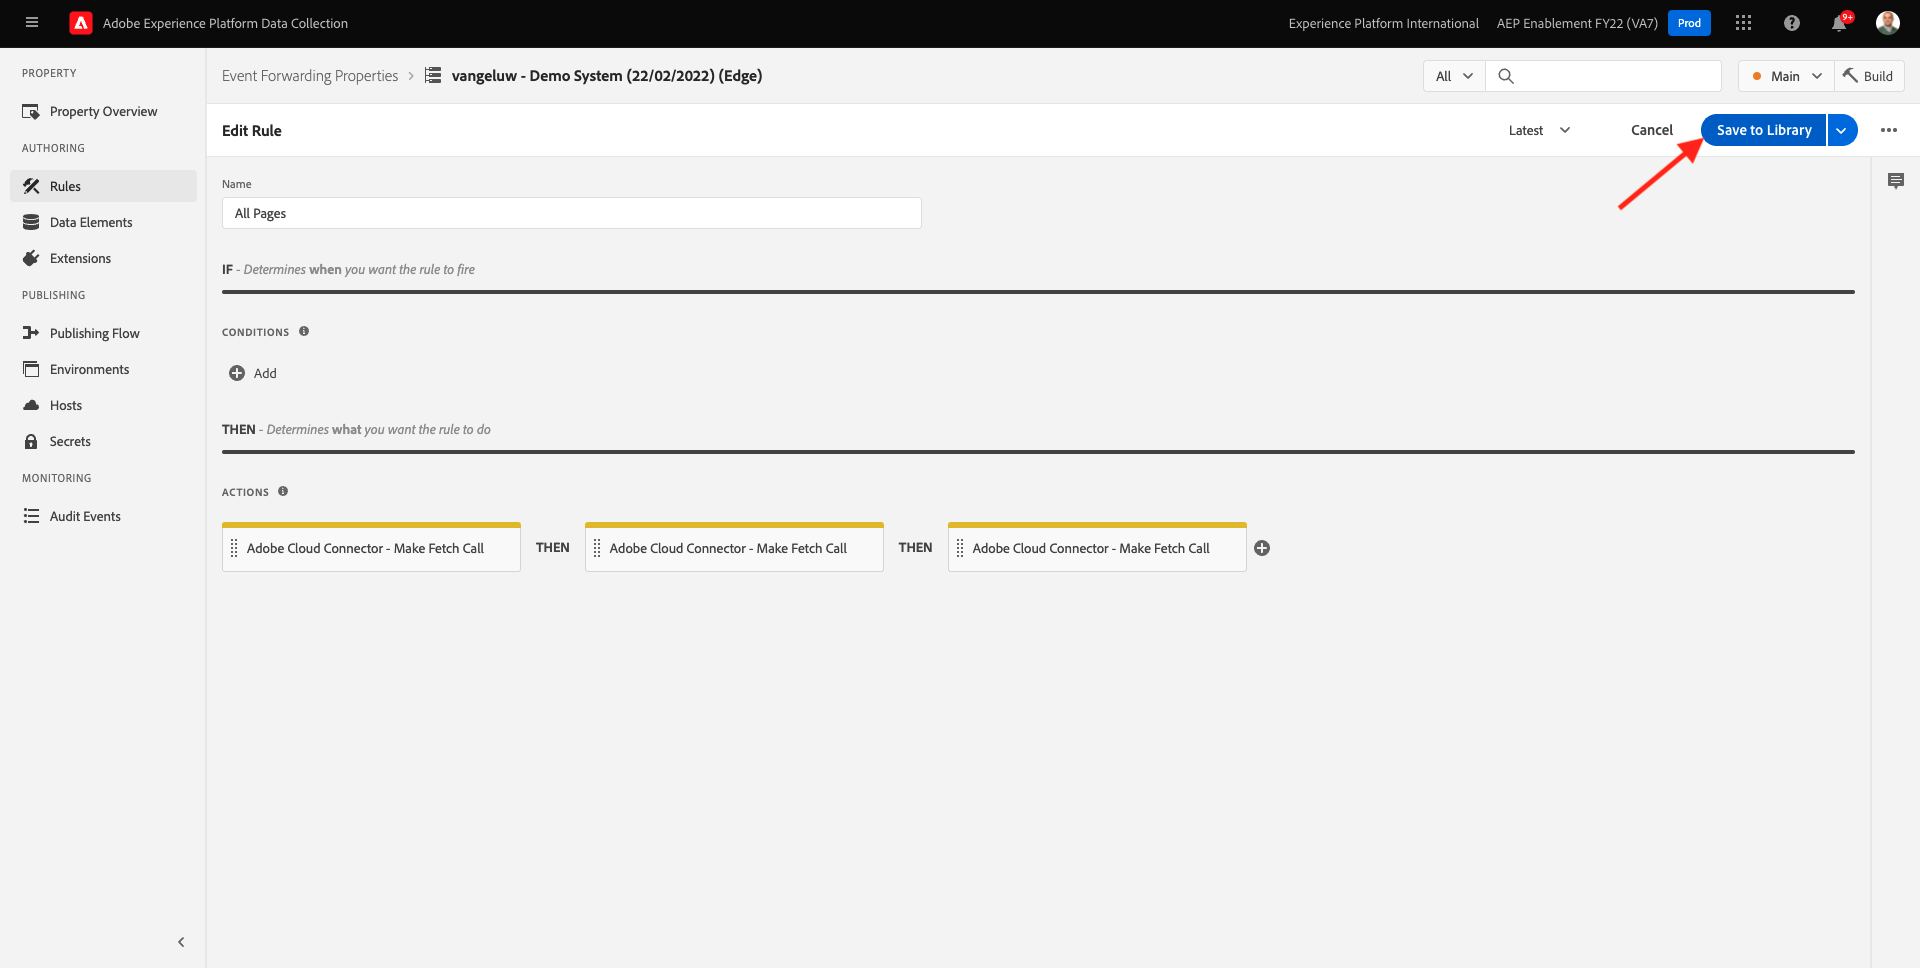 Adobe Experience Platform Data Collection
Experience Platform International
AEP Enablement FY22 (VA7)
Prod
9+
PROPERTY
Property Overview
AUTHORING
Rules
Data Elements
Extensions
PUBLISHING
Publishing Flow
Environments
Hosts
Secrets
MONITORING
Audit Events
Event Forwarding Properties
vangeluw - Demo System (22/02/2022) (Edge)
All
Main
Build
Edit Rule
Latest
Cancel
Save to Library
Name
All Pages
IF - Determines when you want the rule to fire
CONDITIONS
Add
THEN - Determines what you want the rule to do
ACTIONS
Adobe Cloud Connector - Make Fetch Call
THEN
Adobe Cloud Connector - Make Fetch Call
THEN
Adobe Cloud Connector - Make Fetch Call